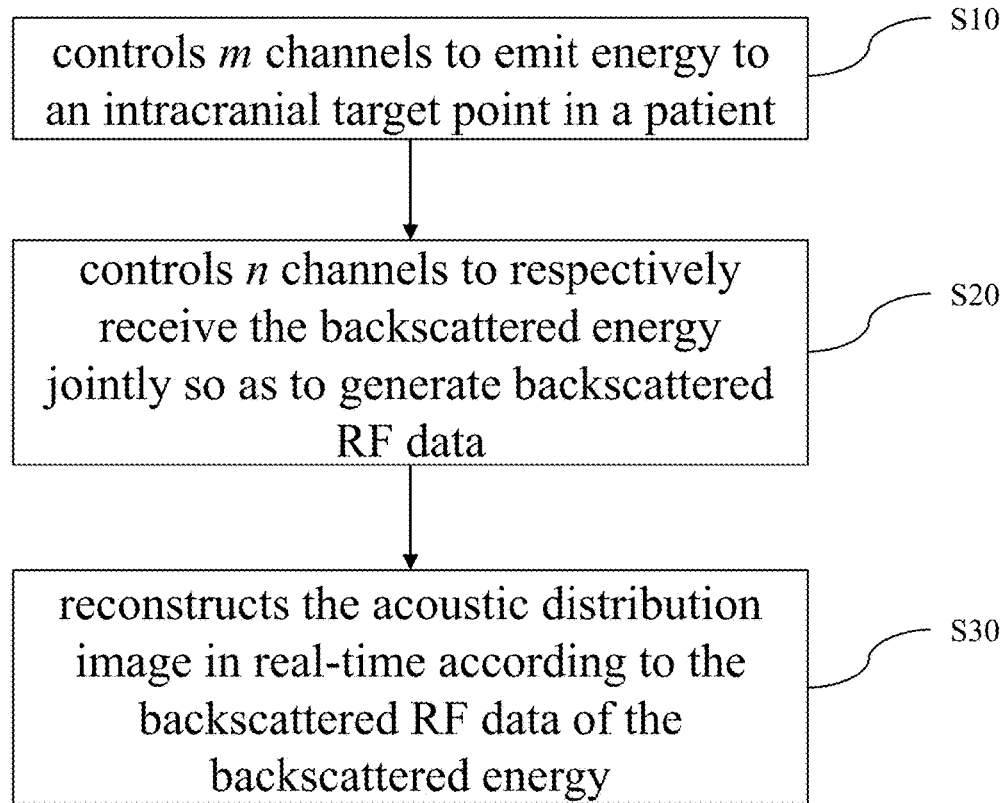 controls m channels to emit energy to
an intracranial target point in a patient
S10
controls n channels to respectively
receive the backscattered energy
jointly so as to generate backscattered
RF data
S20
reconstructs the acoustic distribution
image in real-time according to the
backscattered RF data of the
backscattered energy
S30